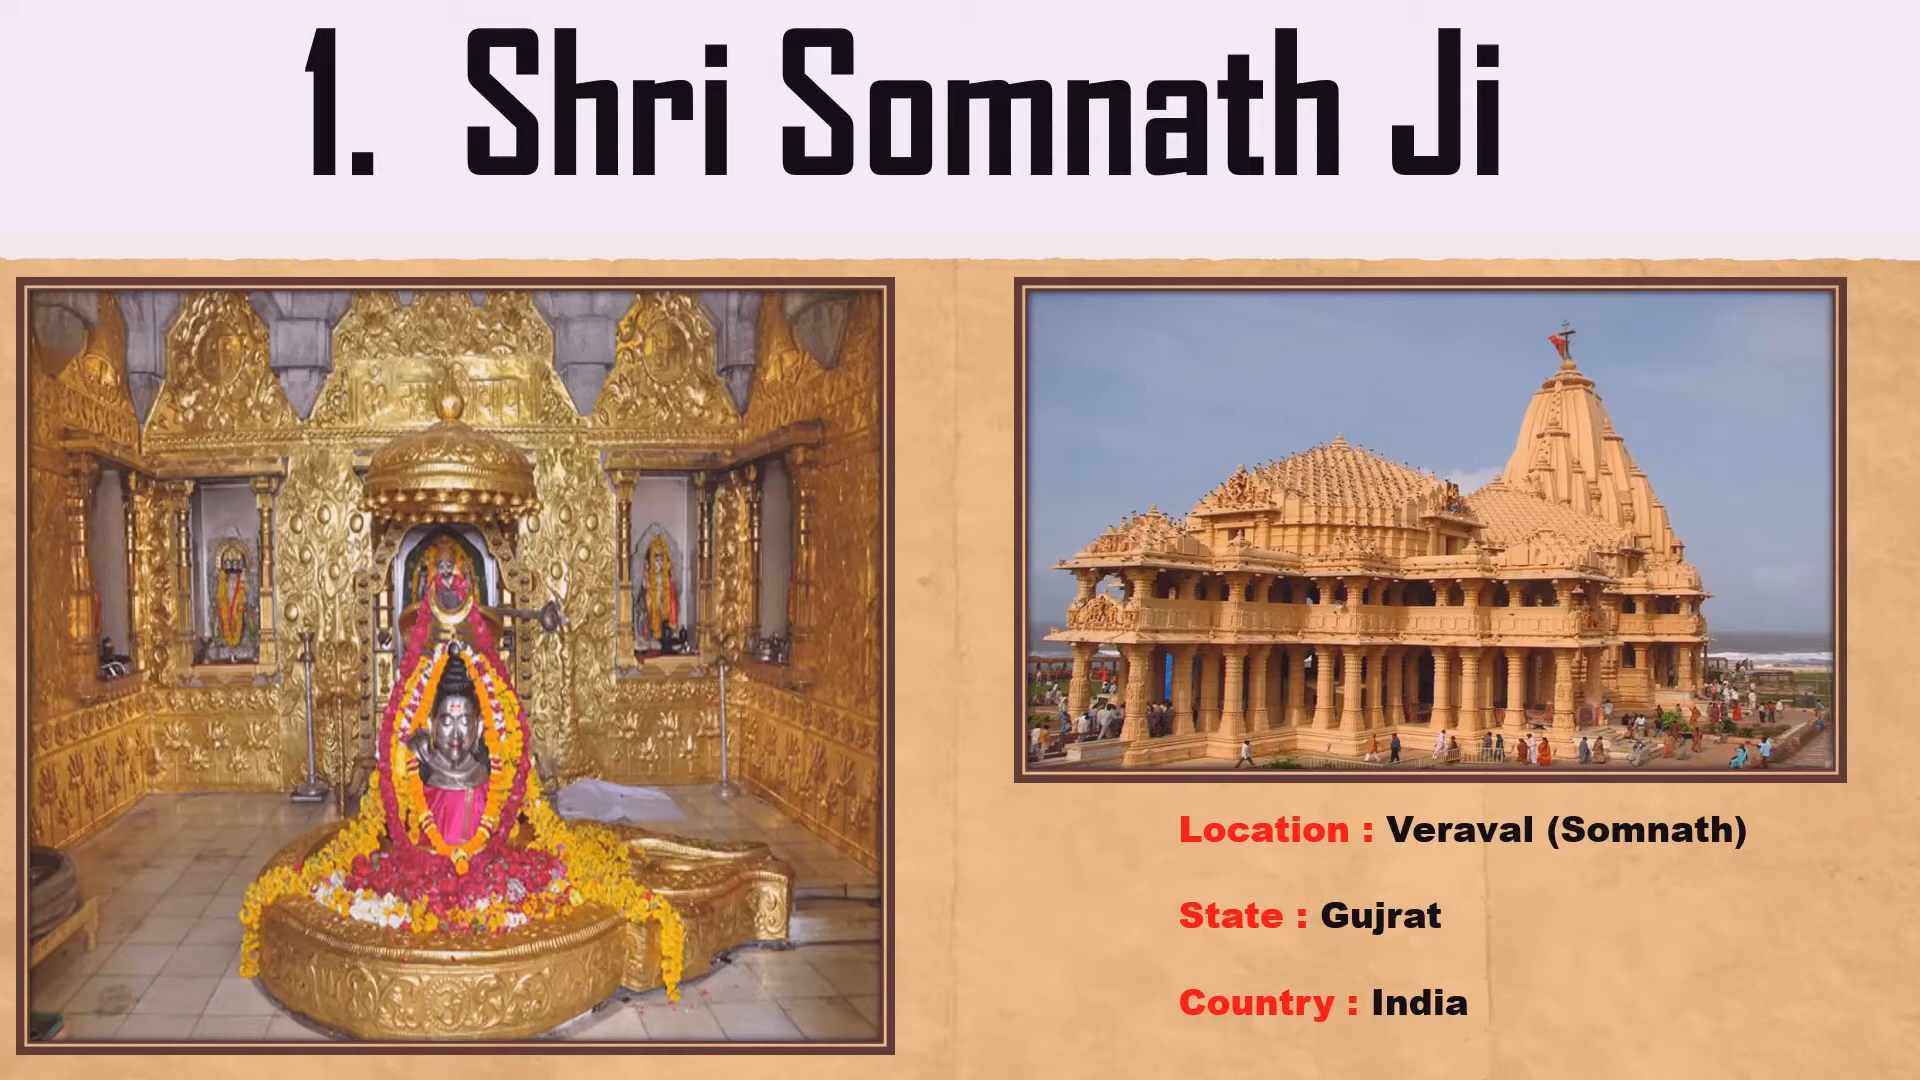 1. Shri Somnath Ji
Location : Veraval (Somnath)
State : Gujrat
Country : India